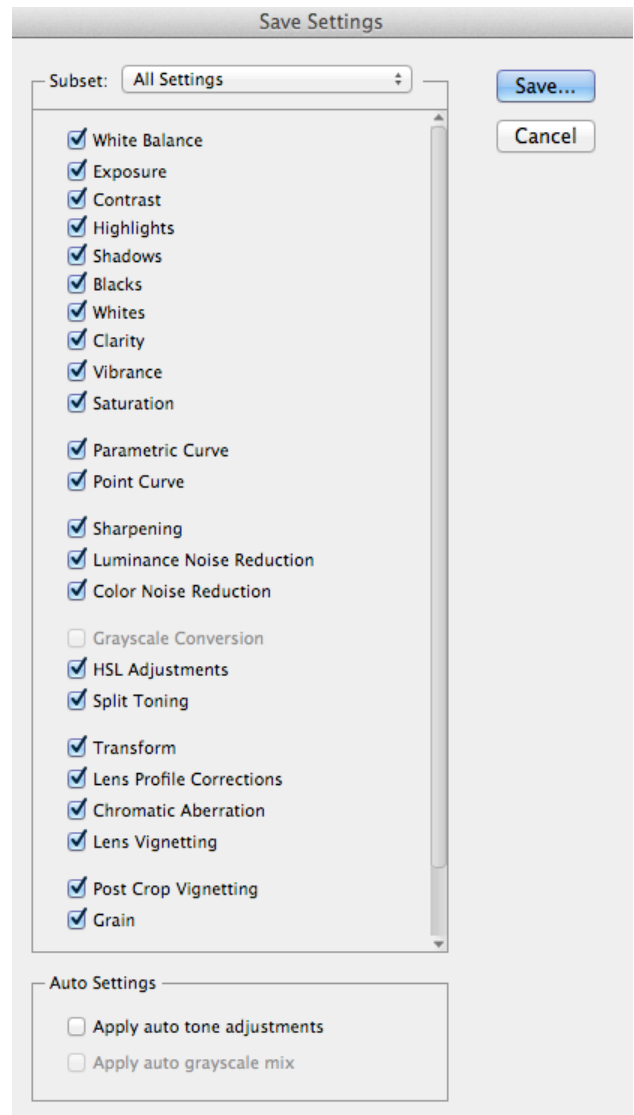 Save Settings
Subset: All Settings
Save...
Cancel
White Balance
Exposure
Contrast
Highlights
Shadows
Blacks
Whites
Clarity
Vibrance
Saturation
Parametric Curve
Point Curve
Sharpening
Luminance Noise Reduction
Color Noise Reduction
Grayscale Conversion
HSL Adjustments
Split Toning
Transform
Lens Profile Corrections
Chromatic Aberration
Lens Vignetting
Post Crop Vignetting
Grain
Auto Settings
Apply auto tone adjustments
Apply auto grayscale mix